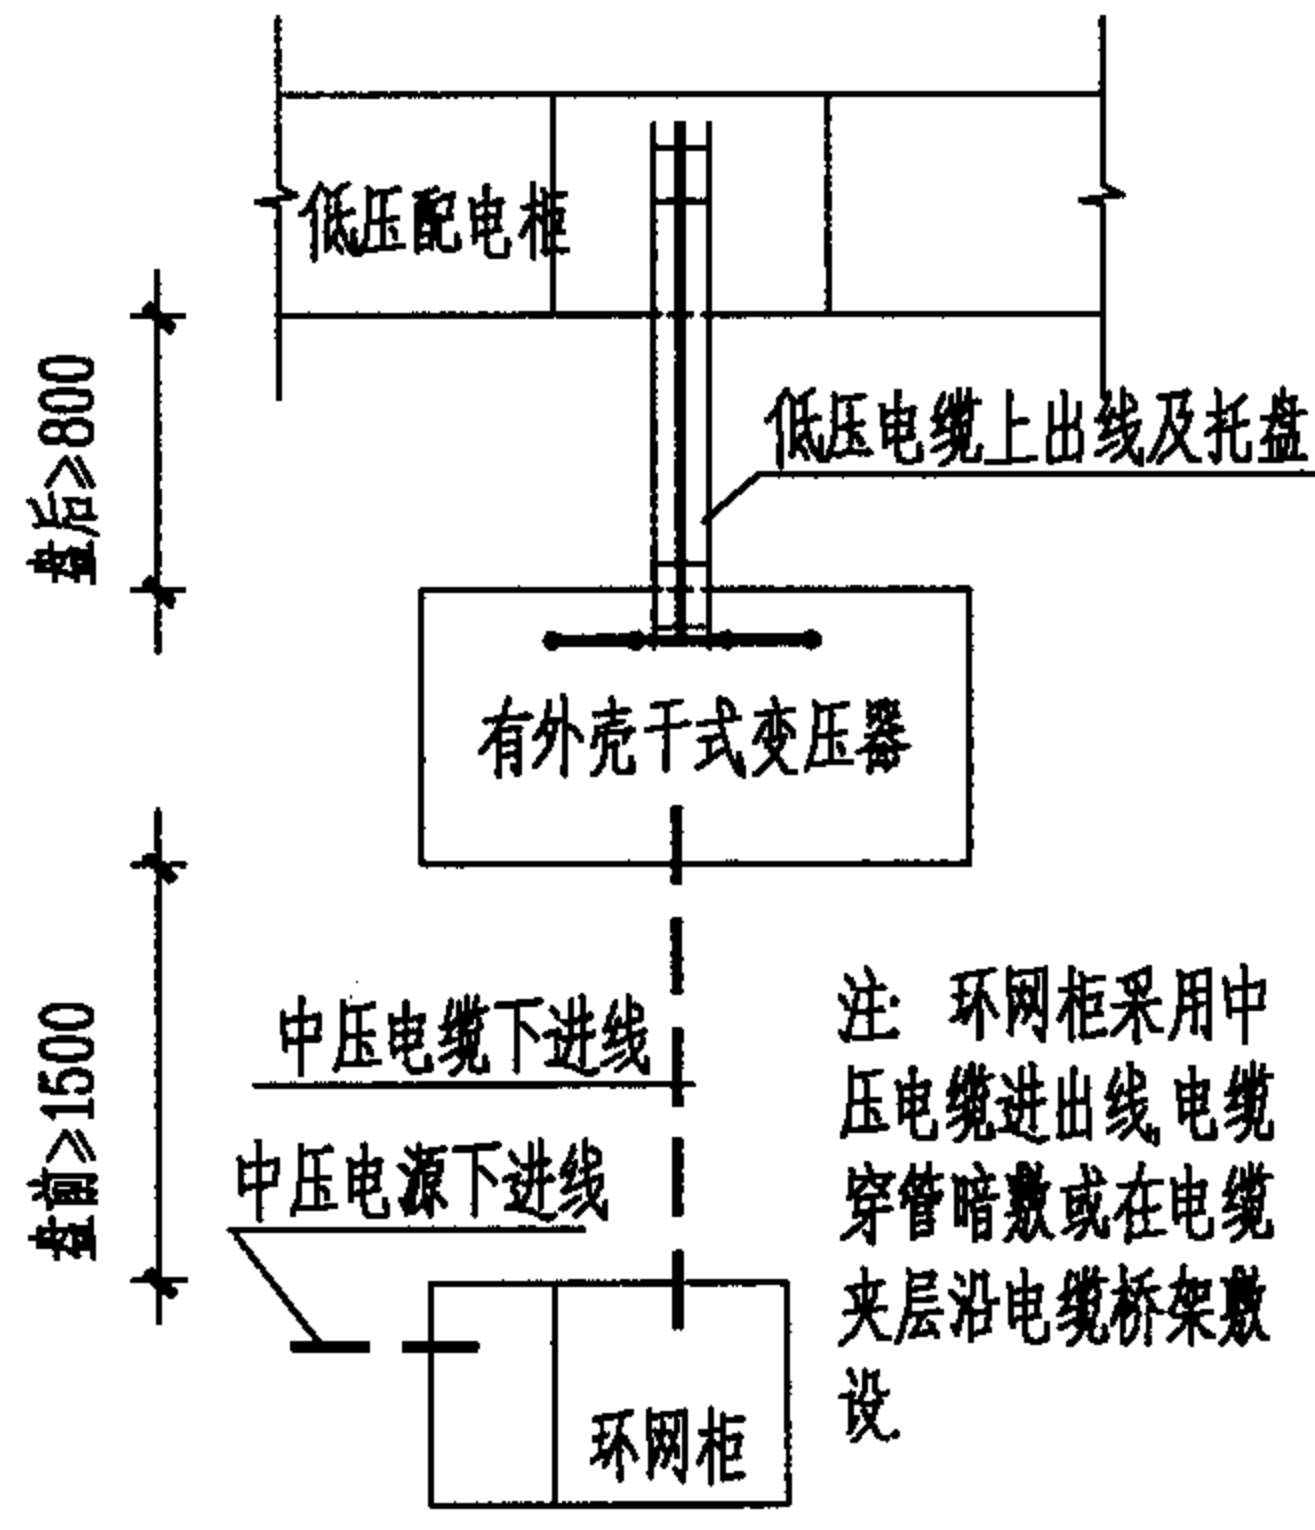 低压配电柜
盘后≥800
低压电缆上出线及托盘
有外壳干式变压器
盘前≥1500
中压电缆下进线
中压电源下进线
注: 环网柜采用中
压电缆进出线,电缆
穿管暗敷或在电缆
夹层沿电缆桥架敷
设.
环网柜